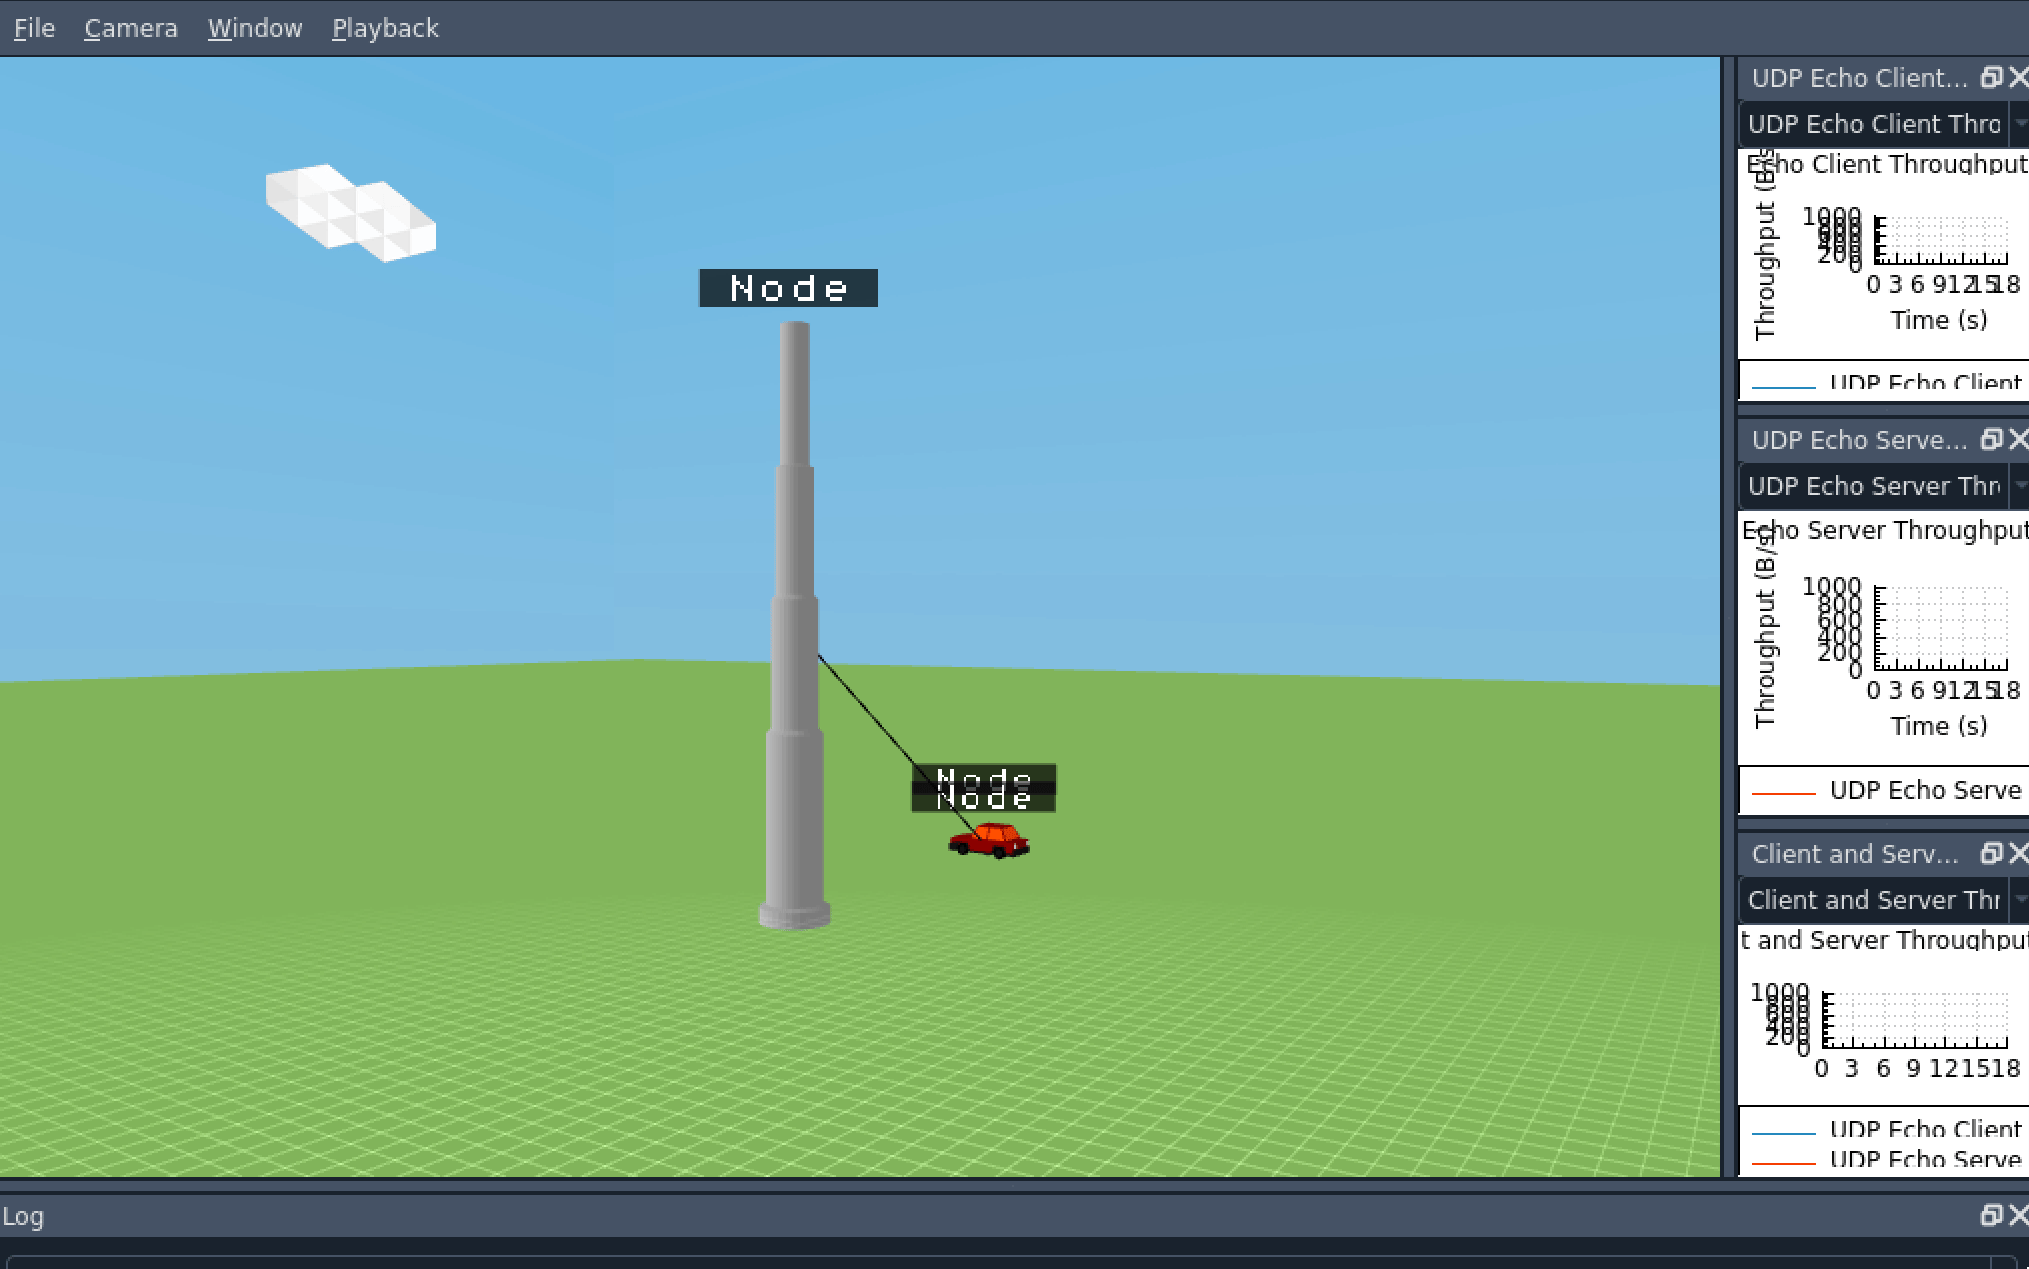 File Camera Window Playback
Node
Node
Node
UDP Echo Client...
UDP Echo Client Thro
Echo Client Throughput
Throughput (B/s
1000
800
600
400
200
0
0 3 6 9 12 15 18
Time (s)
UDP Echo Client
UDP Echo Serve...
UDP Echo Server Thr
Echo Server Throughput
Throughput (B/s)
1000
800
600
400
200
0
0 3 6 9 12 15 18
Time (s)
UDP Echo Serve
Client and Serv...
Client and Server Thr
t and Server Throughput
1000
800
600
400
200
0
0 3 6 9 12 15 18
UDP Echo Client
UDP Echo Serve
Log